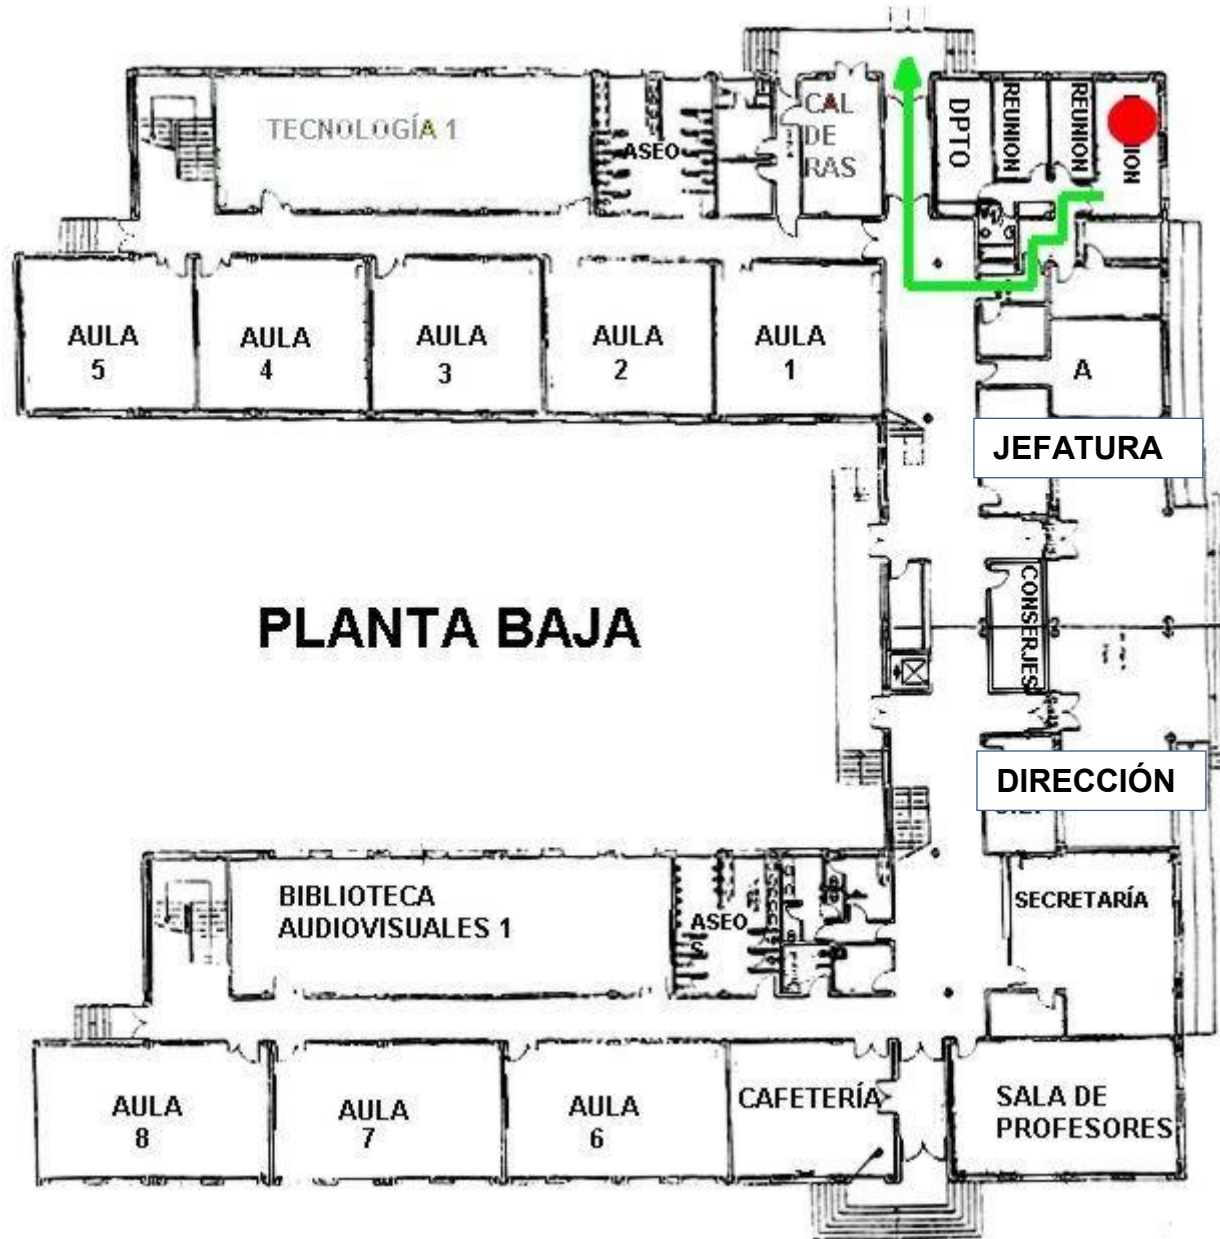 TECNOLOGÍA 1
ASEO
CAL
DE
RAS
DPTO
REUNION
REUNION
ION
AULA
5
AULA
4
AULA
3
AULA
2
AULA
1
A
JEFATURA
CONSERJES
PLANTA BAJA
DIRECCIÓN
BIBLIOTECA
AUDIOVISUALES 1
ASEO
SECRETARÍA
AULA
8
AULA
7
AULA
6
CAFETERÍA
SALA DE
PROFESORES